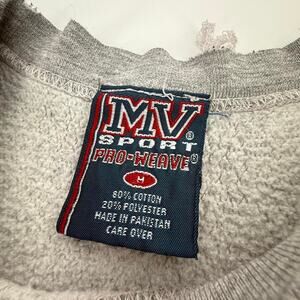 MV®
SPORT
PRO-WEAVE®
M
80% COTTON
20% POLYESTER
MADE IN PAKISTAN
CARE OVER